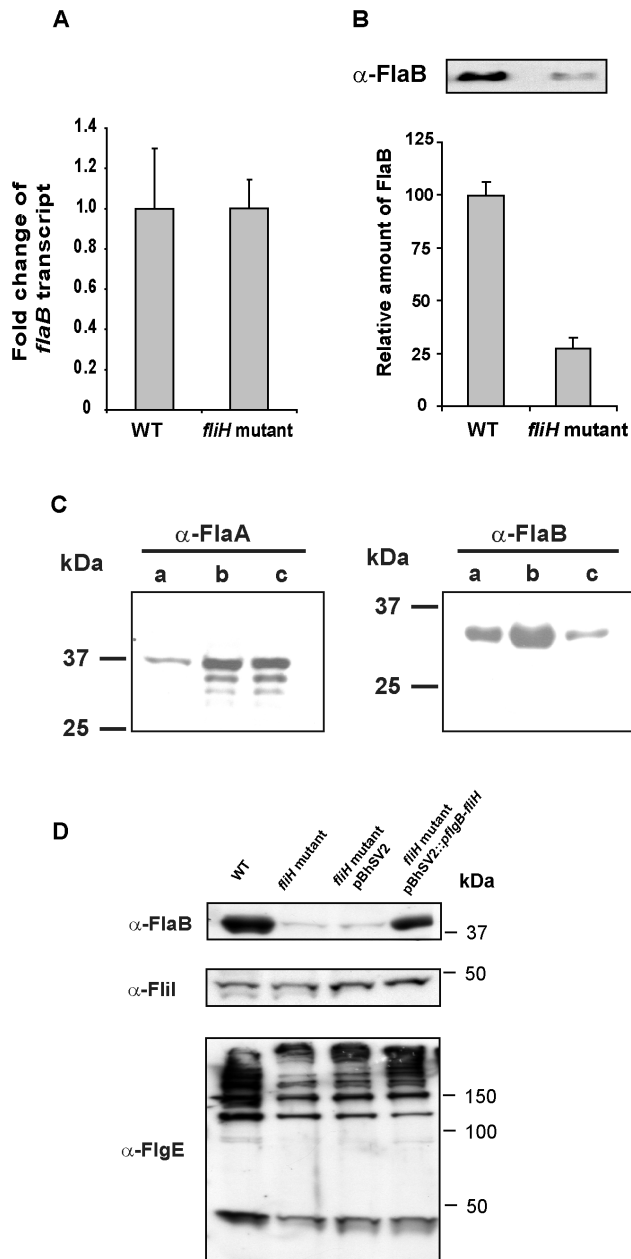 A
Fold change of
flaB transcript
1.4
1.2
1.0
0.8
0.6
0.4
0.2
0
WT
fliH mutant
B
α-FlaB
Relative amount of FlaB
125
100
75
50
25
0
WT
fliH mutant
C
α-FlaA
kDa
a b c
37
25
α-FlaB
kDa
a b c
37
25
D
WT
fliH mutant
fliH mutant
pBhSV2
fliH mutant
pBhSV2::pflgB-fliH
kDa
α-FlaB
37
α-FliI
50
α-FlgE
150
100
50